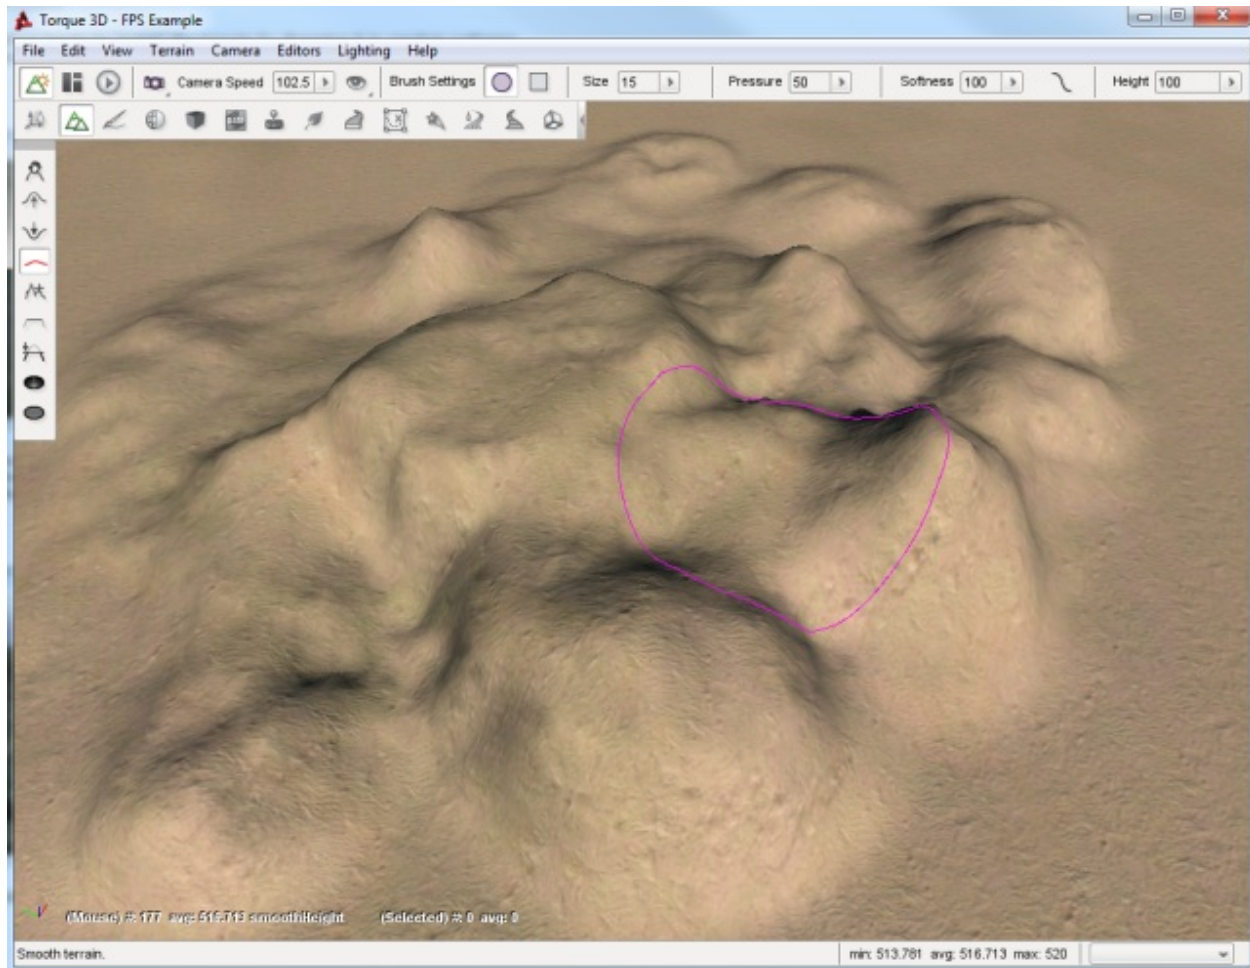 Torque 3D - FPS Example
File Edit View Terrain Camera Editors Lighting Help
Camera Speed 102.5 Brush Settings Size 15 Pressure 50 Softness 100 Height 100
(Mouse) #: 177 avg: 516.713 smoothHeight (Selected) #: 0 avg: 0
Smooth terrain. min: 513.781 avg: 516.713 max: 520